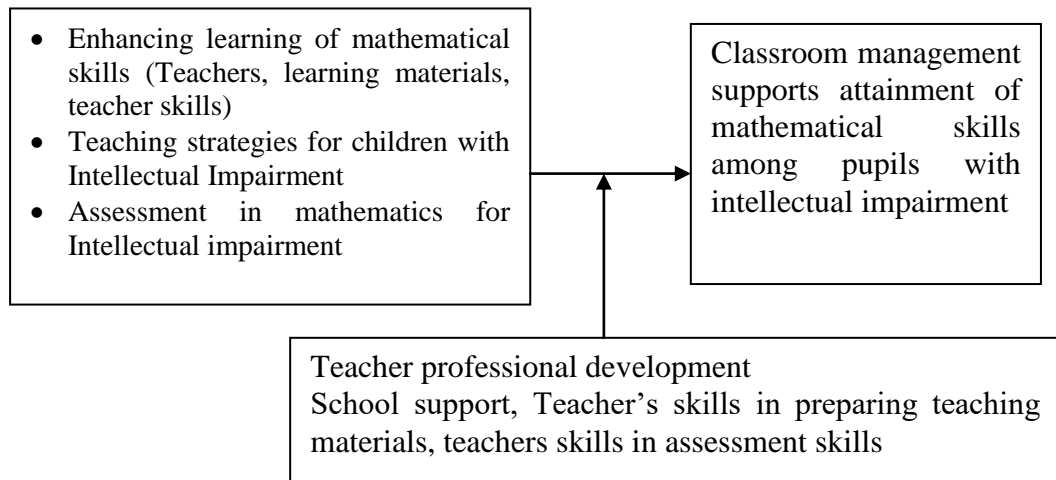 • Enhancing learning of mathematical
skills (Teachers, learning materials,
teacher skills)
• Teaching strategies for children with
Intellectual Impairment
• Assessment in mathematics for
Intellectual impairment
Classroom management
supports attainment of
mathematical skills
among pupils with
intellectual impairment
Teacher professional development
School support, Teacher’s skills in preparing teaching
materials, teachers skills in assessment skills